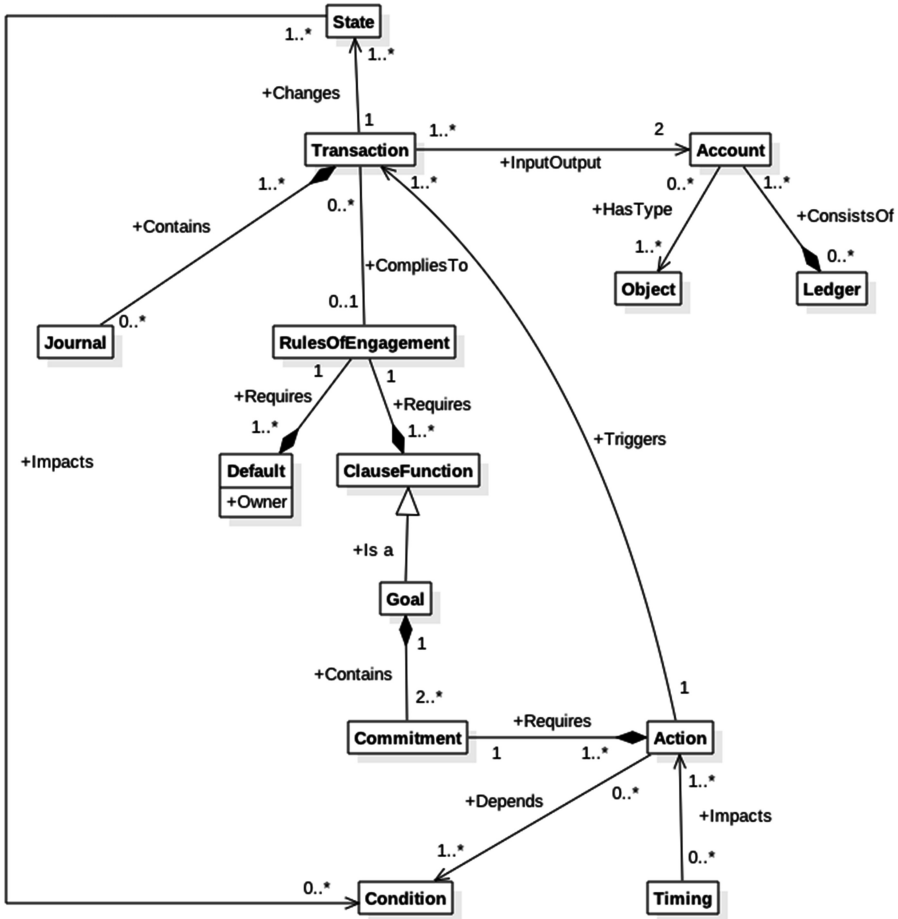 State
1..*
1..*
+Changes
1
Transaction
1..*
2
Account
+InputOutput
1..*
1..*
0..*
0..*
1..*
+HasType
+Contains
+ConsistsOf
1..*
0..*
+CompliesTo
Object
Ledger
0..*
0..1
Journal
RulesOfEngagement
1
1
+Requires
+Requires
1..*
1..*
+Triggers
+Impacts
Default
ClauseFunction
+Owner
+Is a
Goal
1
+Contains
2..*
1
Commitment
+Requires
Action
1
1..*
+Depends
0..*
1..*
+Impacts
1..*
0..*
0..*
Condition
Timing